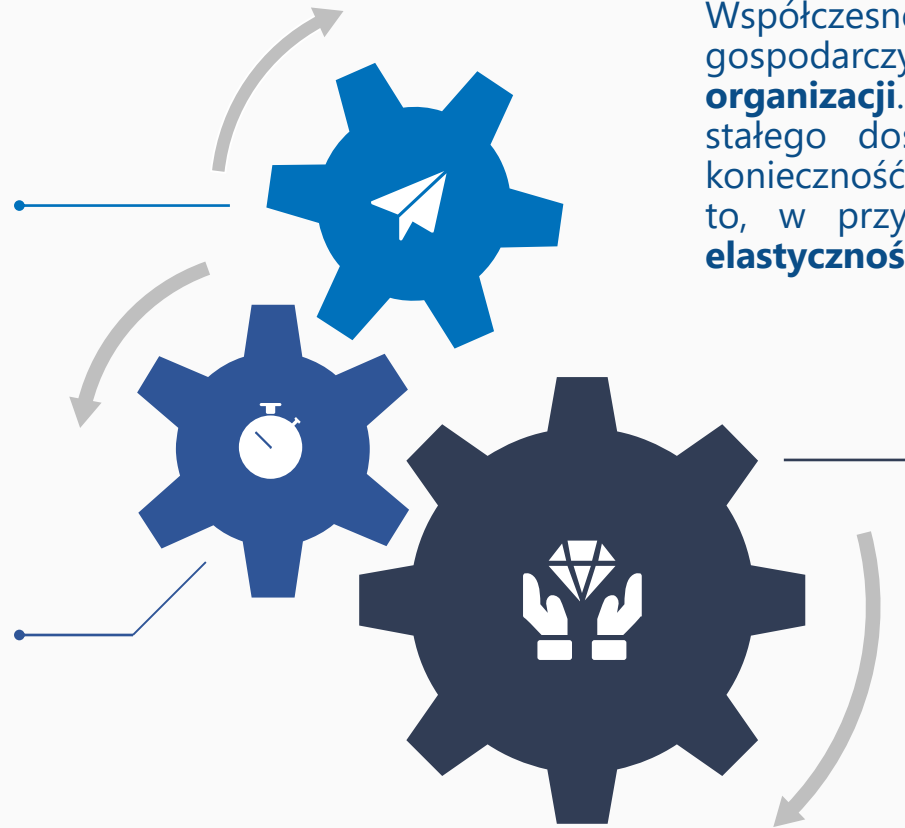 Współczesne
gospodarczy
organizacji.
stałego dos
konieczność
to, w przy
elastycznoś